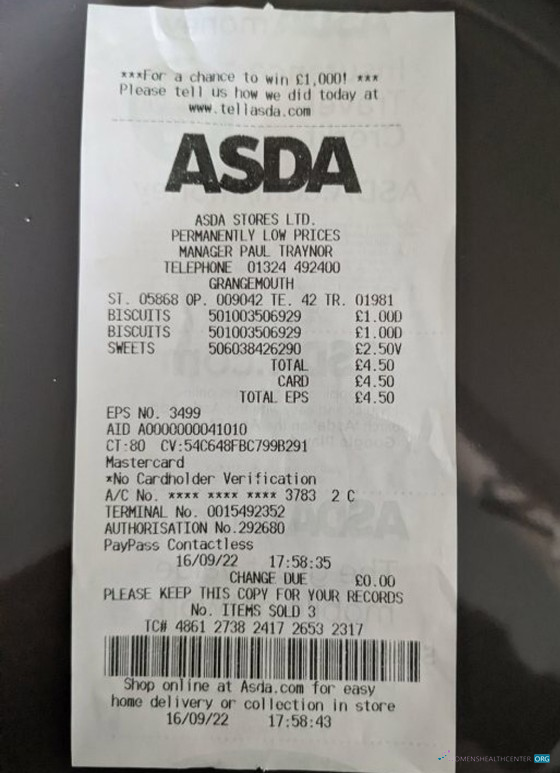 ***For a chance to win £1,000! ***
Please tell us how we did today at
www.tellasda.com
ASDA
ASDA STORES LTD.
PERMANENTLY LOW PRICES
MANAGER PAUL TRAYNOR
TELEPHONE 01324 492400
GRANGEMOUTH
ST. 05868 OP. 009042 TE. 42 TR. 01981
BISCUITS 501003506929 £1.00D
BISCUITS 501003506929 £1.00D
SWEETS 506038426290 £2.50V
TOTAL £4.50
CARD £4.50
TOTAL EPS £4.50
EPS NO. 3499
AID A0000000041010
CT:80 CV:54C648FBC799B291
Mastercard
*No Cardholder Verification
A/C No. **** **** **** 3783 2 C
TERMINAL No. 0015492352
AUTHORISATION No.292680
PayPass Contactless
16/09/22 17:58:35
CHANGE DUE £0.00
PLEASE KEEP THIS COPY FOR YOUR RECORDS
No. ITEMS SOLD 3
TC# 4861 2738 2417 2653 2317
Shop online at Asda.com for easy
home delivery or collection in store
16/09/22 17:58:43
WOMENSHEALTHCENTER.ORG